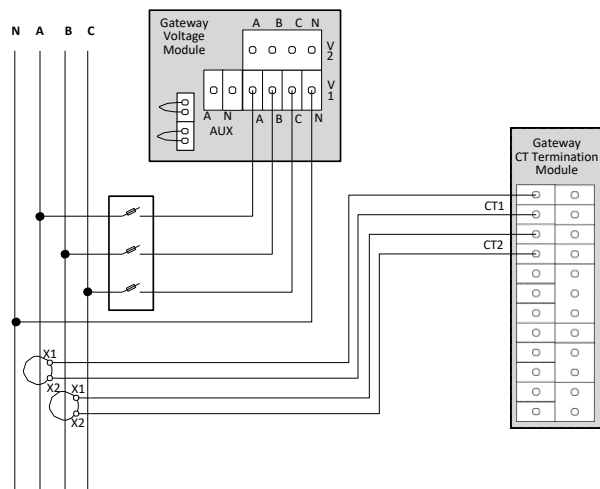 N A B C
Gateway
Voltage
Module
A B C N
V
2
V
1
A N
AUX
A B C N
Gateway
CT Termination
Module
CT1
CT2
X1
X2
X1
X2